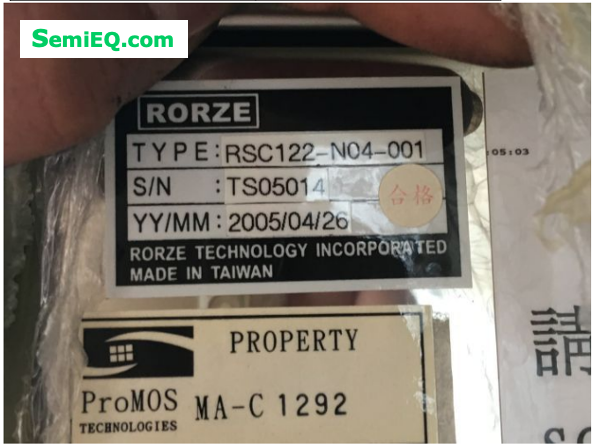 SemiEQ.com
RORZE
TYPE: RSC122-N04-001
S/N : TS05014
合格
YY/MM : 2005/04/26
RORZE TECHNOLOGY INCORPORATED
MADE IN TAIWAN
:05:03
PROPERTY
ProMOS
TECHNOLOGIES
MA-C 1292
請